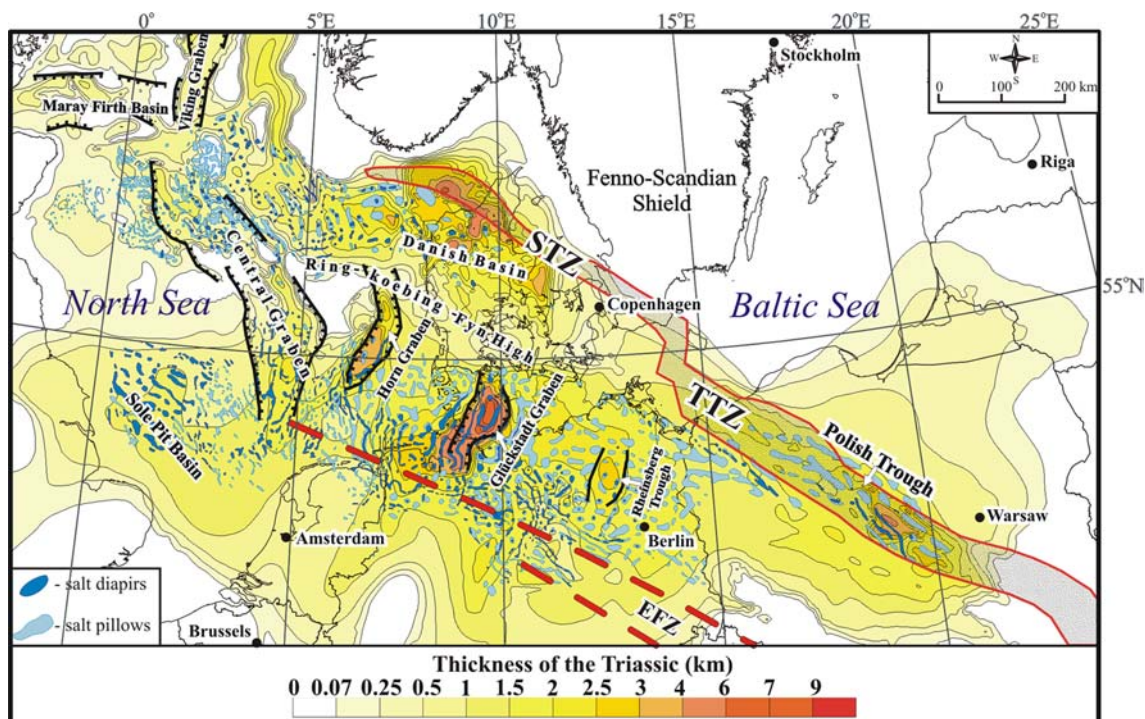 0° 5°E 10°E 15°E 20°E 25°E
N
W E
S
0 100 200 km
Stockholm
Viking Graben
Maray Firth Basin
Riga
Fenno-Scandian
Shield
STZ
Danish Basin
Central Graben
Ring-koebing-Fyn High
North Sea
Copenhagen
Baltic Sea
55°N
Horn Graben
Glückstadt Graben
TTZ
Sole Pit Basin
Polish Trough
Rheinsberg
Trough
Warsaw
Amsterdam
Berlin
- salt diapirs
- salt pillows
EFZ
Brussels
Thickness of the Triassic (km)
0 0.07 0.25 0.5 1 1.5 2 2.5 3 4 6 7 9